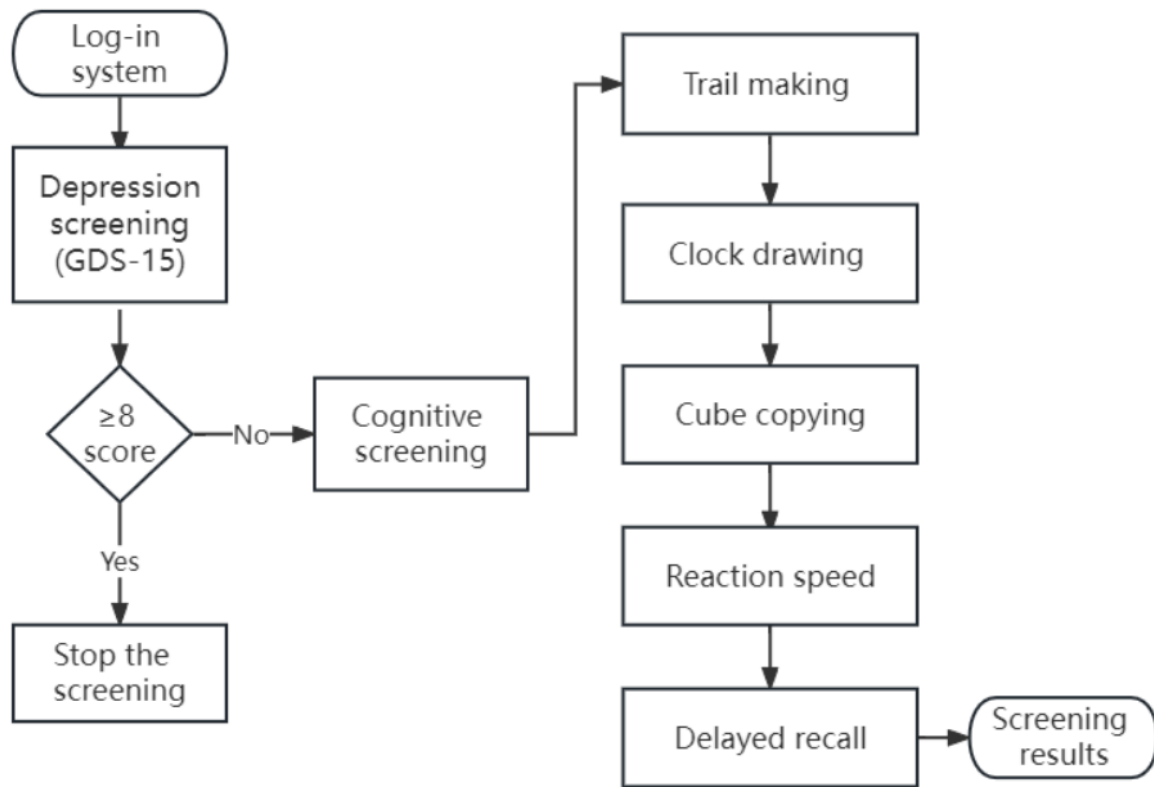 Log-in
system
Depression
screening
(GDS-15)
≥8
score
No
Yes
Stop the
screening
Cognitive
screening
Trail making
Clock drawing
Cube copying
Reaction speed
Delayed recall
Screening
results